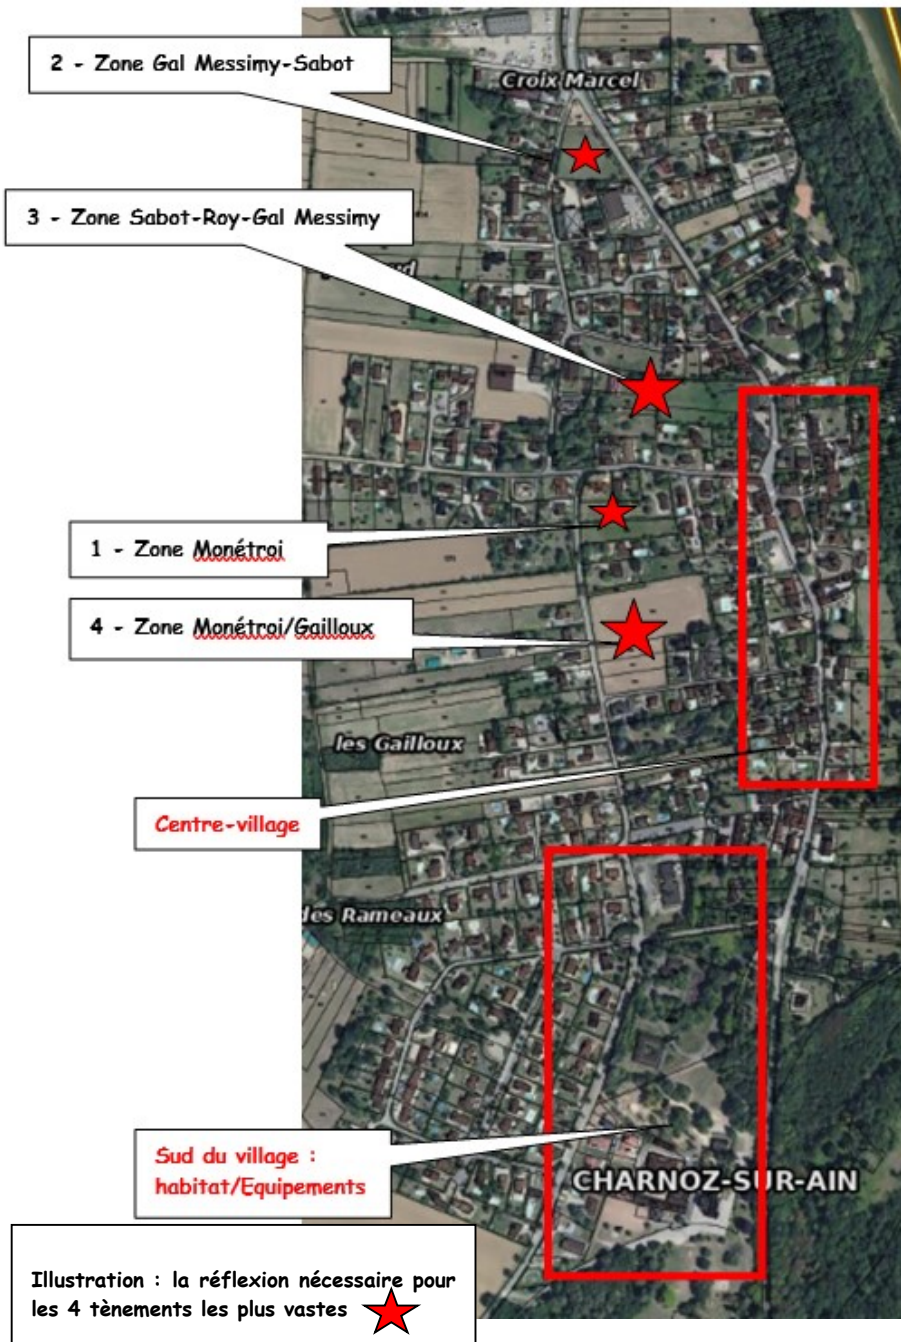 2 - Zone Gal Messimy-Sabot
Croix Marcel
3 - Zone Sabot-Roy-Gal Messimy
1 - Zone Monétroi
4 - Zone Monétroi/Gailloux
les Gailloux
Centre-village
des Rameaux
Sud du village :
habitat/Equipements
CHARNOZ-SUR-AIN
Illustration : la réflexion nécessaire pour
les 4 tènements les plus vastes